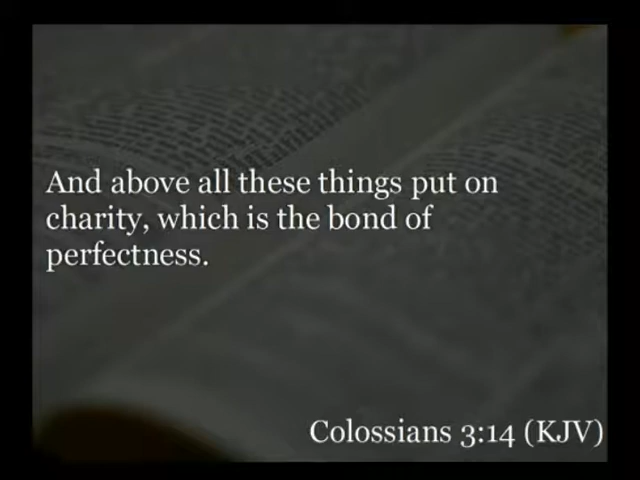 And above all these things put on
charity, which is the bond of
perfectness.
Colossians 3:14 (KJV)